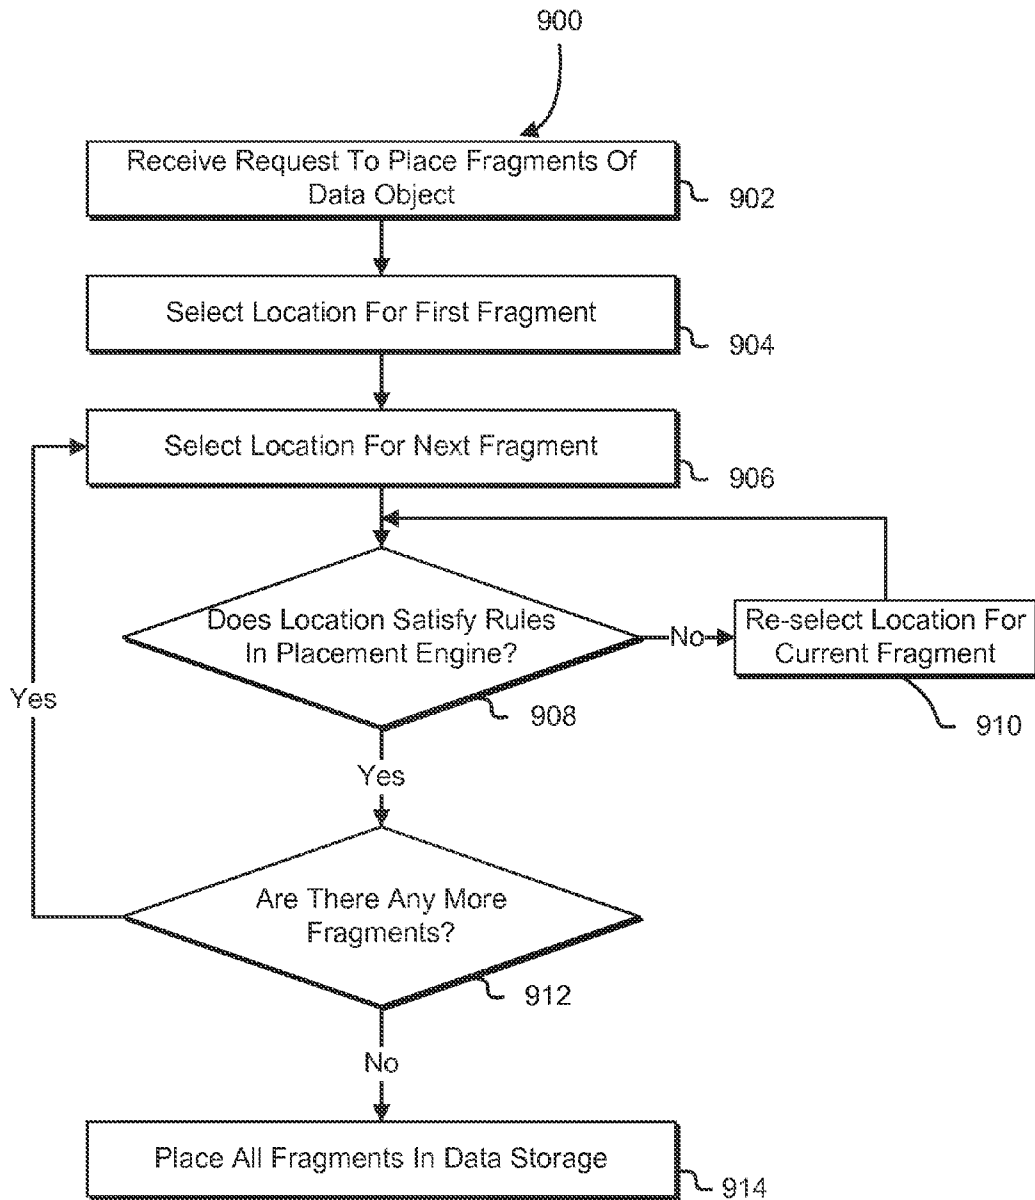 900
Receive Request To Place Fragments Of
Data Object
902
Select Location For First Fragment
904
Select Location For Next Fragment
906
Does Location Satisfy Rules
In Placement Engine?
908
No
Re-select Location For
Current Fragment
910
Yes
Yes
Are There Any More
Fragments?
912
No
Place All Fragments In Data Storage
914